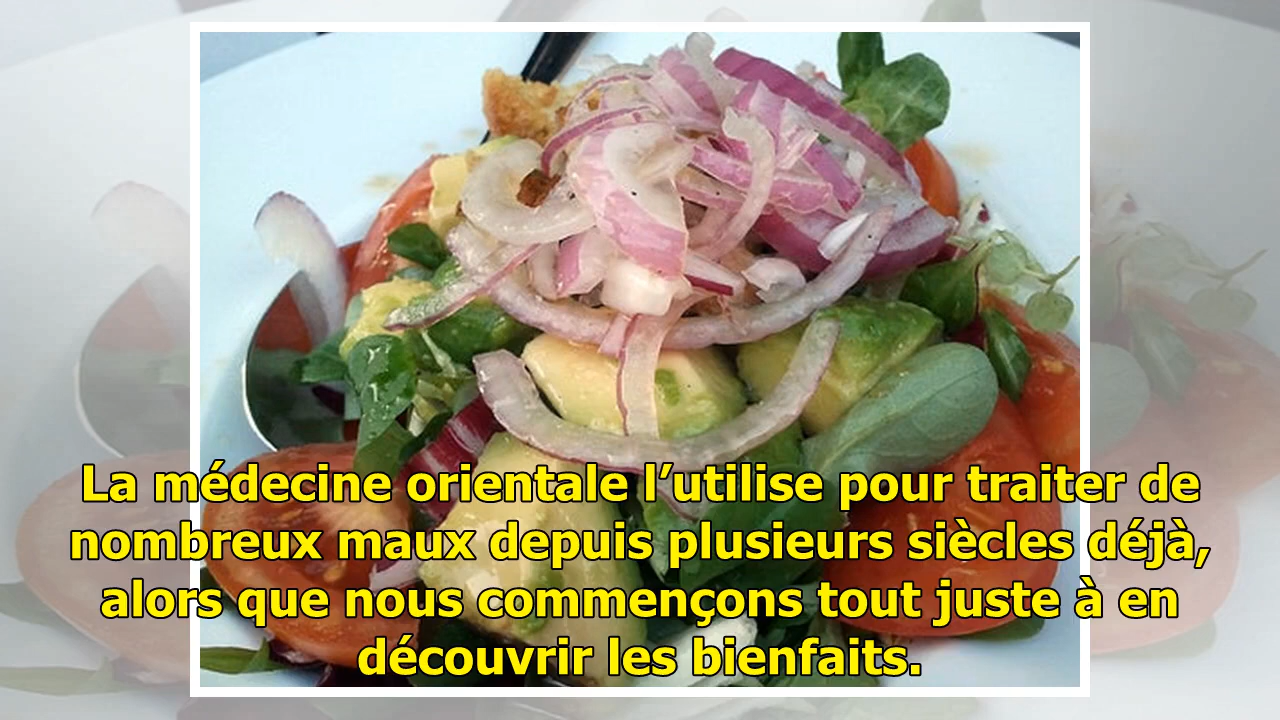 La médecine orientale l’utilise pour traiter de
nombreux maux depuis plusieurs siècles déjà,
alors que nous commençons tout juste à en
découvrir les bienfaits.